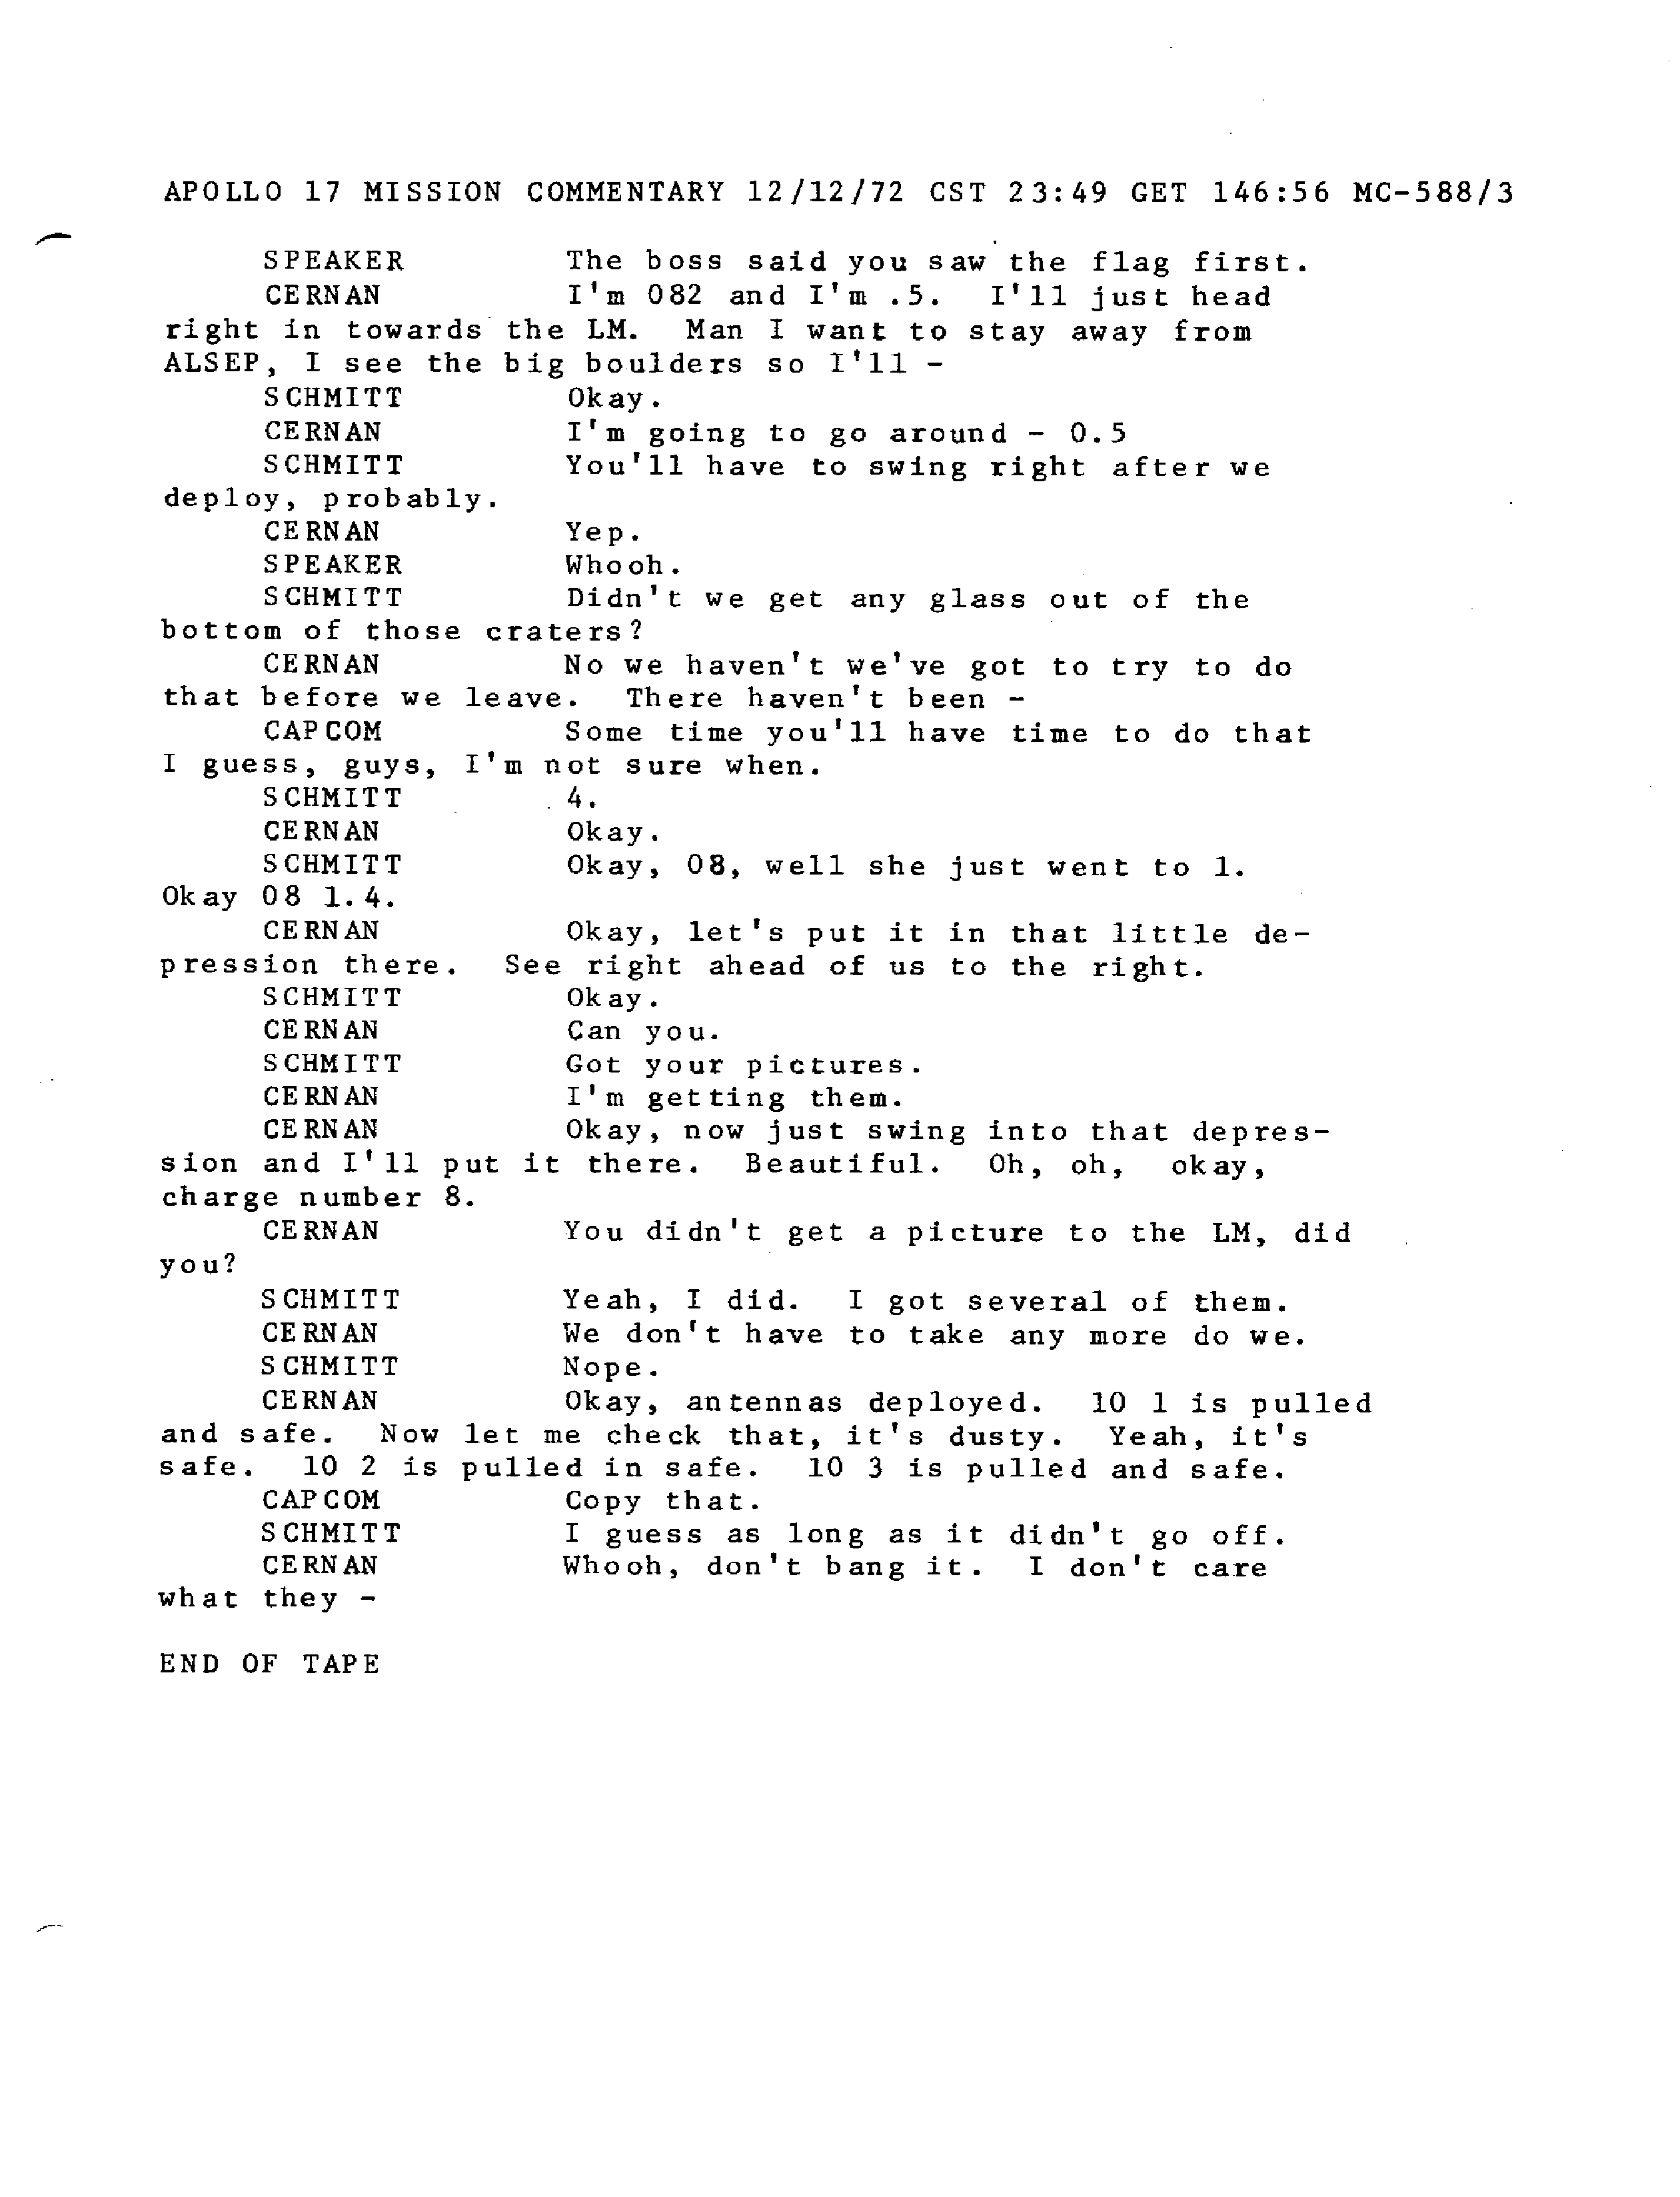 APOLLO 17 MISSION COMMENTARY 12/12/72 CST 23:49 GET 146:56 MC-588/3
SPEAKER The boss said you saw the flag first.
CERNAN I'm 082 and I'm .5. I'll just head
right in towards the LM. Man I want to stay away from
ALSEP, I see the big boulders so I'll -
SCHMITT Okay.
CERNAN I'm going to go around - 0.5
SCHMITT You'll have to swing right after we
deploy, probably.
CERNAN Yep.
SPEAKER Whooh.
SCHMITT Didn't we get any glass out of the
bottom of those craters?
CERNAN No we haven't we've got to try to do
that before we leave. There haven't been -
CAPCOM Some time you'll have time to do that
I guess, guys, I'm not sure when.
SCHMITT 4.
CERNAN Okay.
SCHMITT Okay, 08, well she just went to 1.
Okay 08 1.4.
CERNAN Okay, let's put it in that little de-
pression there. See right ahead of us to the right.
SCHMITT Okay.
CERNAN Can you.
SCHMITT Got your pictures.
CERNAN I'm getting them.
CERNAN Okay, now just swing into that depres-
sion and I'll put it there. Beautiful. Oh, oh, okay,
charge number 8.
CERNAN You didn't get a picture to the LM, did
you?
SCHMITT Yeah, I did. I got several of them.
CERNAN We don't have to take any more do we.
SCHMITT Nope.
CERNAN Okay, antennas deployed. 10 1 is pulled
and safe. Now let me check that, it's dusty. Yeah, it's
safe. 10 2 is pulled in safe. 10 3 is pulled and safe.
CAPCOM Copy that.
SCHMITT I guess as long as it didn't go off.
CERNAN Whooh, don't bang it. I don't care
what they -
END OF TAPE